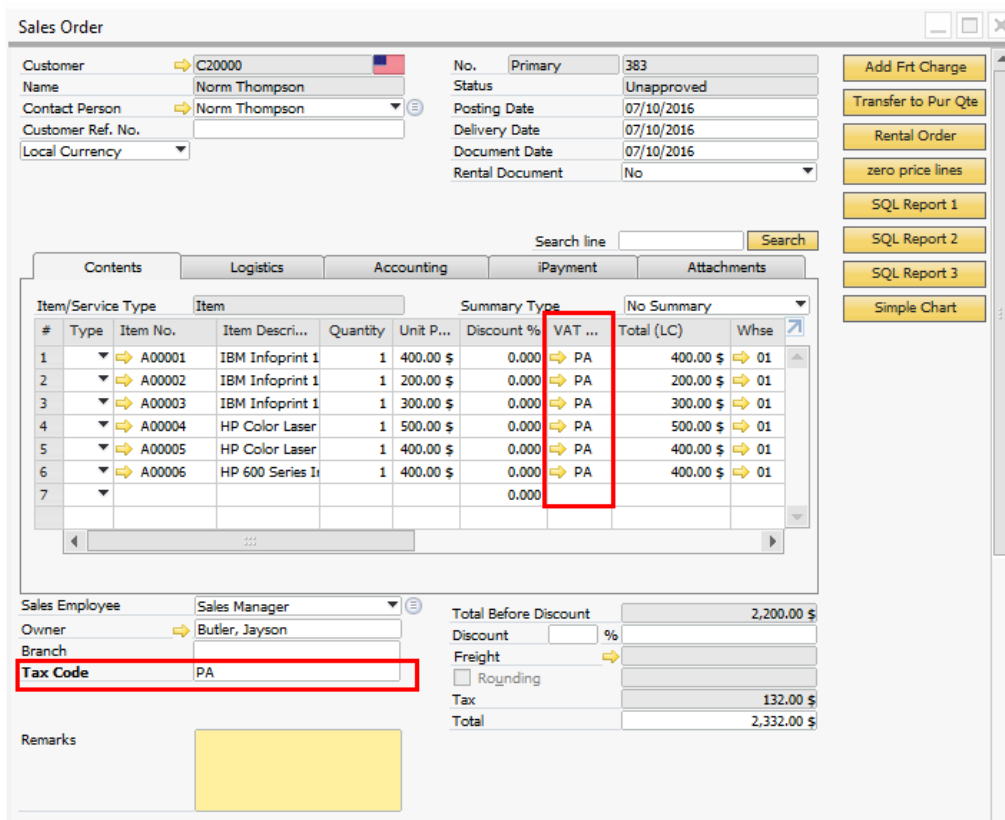 Sales Order
Customer C20000
Name Norm Thompson
Contact Person Norm Thompson
Customer Ref. No.
Local Currency
No. Primary 383
Status Unapproved
Posting Date 07/10/2016
Delivery Date 07/10/2016
Document Date 07/10/2016
Rental Document No
Add Frt Charge
Transfer to Pur Qte
Rental Order
zero price lines
SQL Report 1
SQL Report 2
SQL Report 3
Simple Chart
Search line Search
Contents Logistics Accounting iPayment Attachments
Item/Service Type Item Summary Type No Summary
# Type Item No. Item Descri... Quantity Unit P... Discount % VAT ... Total (LC) Whse
1 A00001 IBM Infoprint 1 1 400.00 $ 0.000 PA 400.00 $ 01
2 A00002 IBM Infoprint 1 1 200.00 $ 0.000 PA 200.00 $ 01
3 A00003 IBM Infoprint 1 1 300.00 $ 0.000 PA 300.00 $ 01
4 A00004 HP Color Laser 1 500.00 $ 0.000 PA 500.00 $ 01
5 A00005 HP Color Laser 1 400.00 $ 0.000 PA 400.00 $ 01
6 A00006 HP 600 Series In 1 400.00 $ 0.000 PA 400.00 $ 01
7 0.000
Sales Employee Sales Manager
Owner Butler, Jayson
Branch
Tax Code PA
Remarks
Total Before Discount 2,200.00 $
Discount %
Freight
Rounding
Tax 132.00 $
Total 2,332.00 $